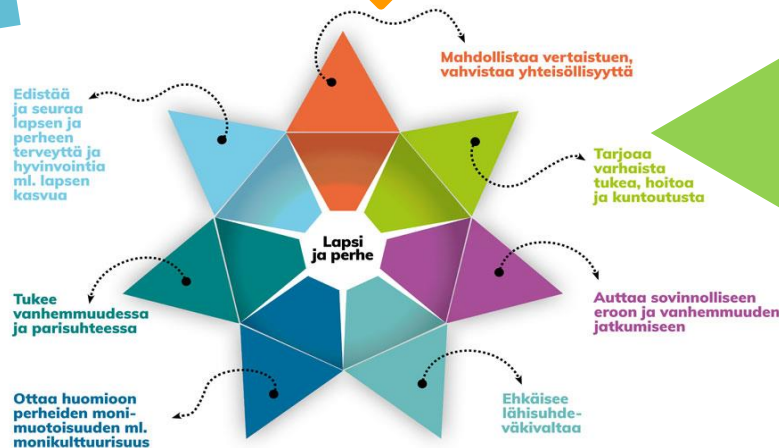 Mahdollistaa vertaistuen,
vahvistaa yhteisöllisyyttä
Edistää
ja seuraa
lapsen ja
perheen
terveyttä ja
hyvinvointia
ml. lapsen
kasvua
Tarjoaa
varhaista
tukea, hoitoa
ja kuntoutusta
Lapsi
ja perhe
Tukee
vanhemmuudessa
ja parisuhteessa
Auttaa sovinnolliseen
eroon ja vanhemmuuden
jatkumiseen
Ottaa huomioon
perheiden moni-
muotoisuuden ml.
monikulttuurisuus
Ehkäisee
lähisuhde-
väkivaltaa